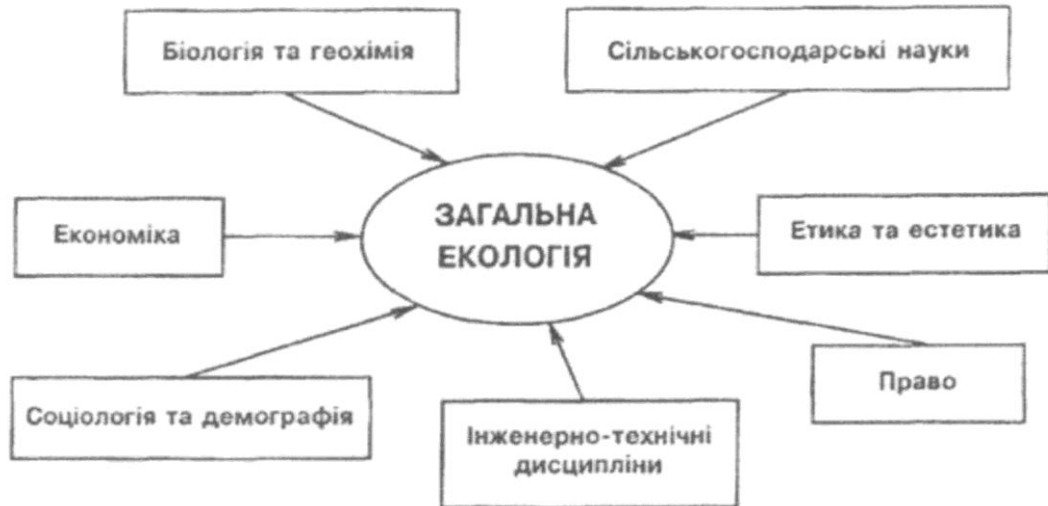 Біологія та геохімія
Сільськогосподарські науки
ЗАГАЛЬНА
ЕКОЛОГІЯ
Економіка
Етика та естетика
Соціологія та демографія
Інженерно-технічні
дисципліни
Право